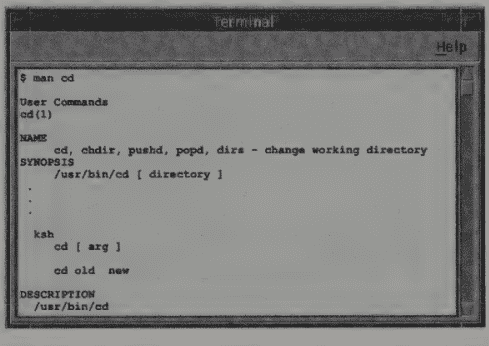 Terminal
Help
$ man cd
User Commands
cd(1)
NAME
cd, chdir, pushd, popd, dirs - change working directory
SYNOPSIS
/usr/bin/cd [ directory ]
.
.
.
ksh
cd [ arg ]
cd old new
DESCRIPTION
/usr/bin/cd